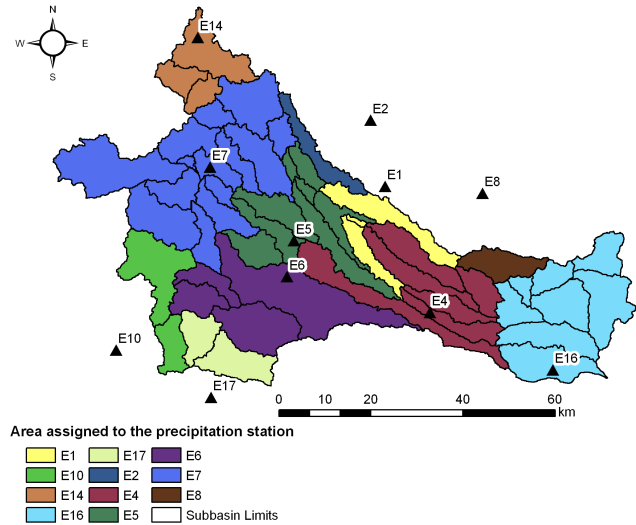 N
W E
S
E14
E2
E7
E1
E8
E5
E6
E4
E10
E16
E17
0 10 20 40 60
km
Area assigned to the precipitation station
E1 E17 E6
E10 E2 E7
E14 E4 E8
E16 E5 Subbasin Limits